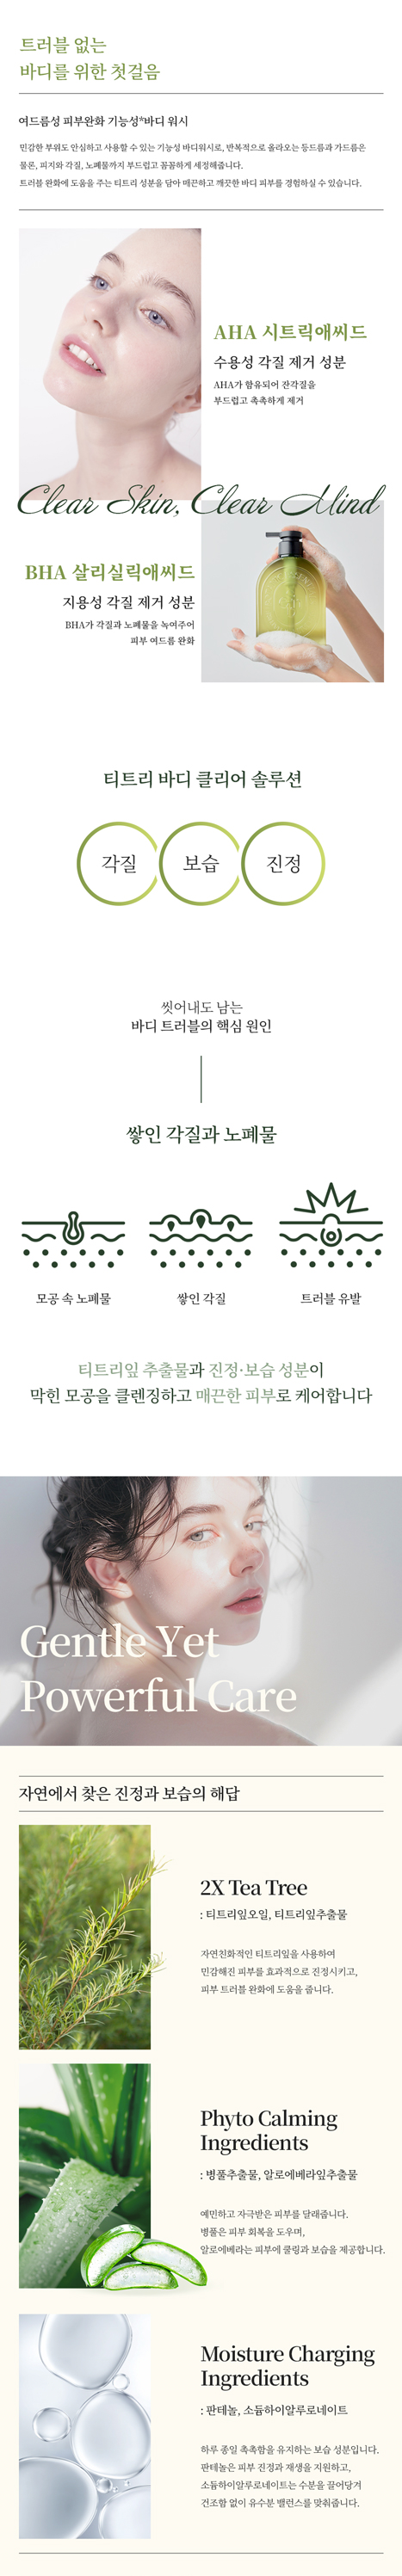 트러블 없는
바디를 위한 첫걸음
여드름성 피부완화 기능성*바디 워시
민감한 부위도 안심하고 사용할 수 있는 기능성 바디워시로, 반복적으로 올라오는 등드름과 가드름은
물론, 피지와 각질, 노폐물까지 부드럽고 꼼꼼하게 세정해줍니다.
트러블 완화에 도움을 주는 티트리 성분을 담아 매끈하고 깨끗한 바디 피부를 경험하실 수 있습니다.
AHA 시트릭애씨드
수용성 각질 제거 성분
AHA가 함유되어 잔각질을
부드럽고 촉촉하게 제거
Clear Skin, Clear Mind
BHA 살리실릭애씨드
지용성 각질 제거 성분
BHA가 각질과 노폐물을 녹여주어
피부 여드름 완화
티트리 바디 클리어 솔루션
각질
보습
진정
씻어내도 남는
바디 트러블의 핵심 원인
쌓인 각질과 노폐물
모공 속 노폐물
쌓인 각질
트러블 유발
티트리잎 추출물과 진정·보습 성분이
막힌 모공을 클렌징하고 매끈한 피부로 케어합니다
Gentle Yet
Powerful Care
자연에서 찾은 진정과 보습의 해답
2X Tea Tree
: 티트리잎오일, 티트리잎추출물
자연친화적인 티트리잎을 사용하여
민감해진 피부를 효과적으로 진정시키고,
피부 트러블 완화에 도움을 줍니다.
Phyto Calming
Ingredients
: 병풀추출물, 알로에베라잎추출물
예민하고 자극받은 피부를 달래줍니다.
병풀은 피부 회복을 도우며,
알로에베라는 피부에 쿨링과 보습을 제공합니다.
Moisture Charging
Ingredients
: 판테놀, 소듐하이알루로네이트
하루 종일 촉촉함을 유지하는 보습 성분입니다.
판테놀은 피부 진정과 재생을 지원하고,
소듐하이알루로네이트는 수분을 끌어당겨
건조함 없이 유수분 밸런스를 맞춰줍니다.